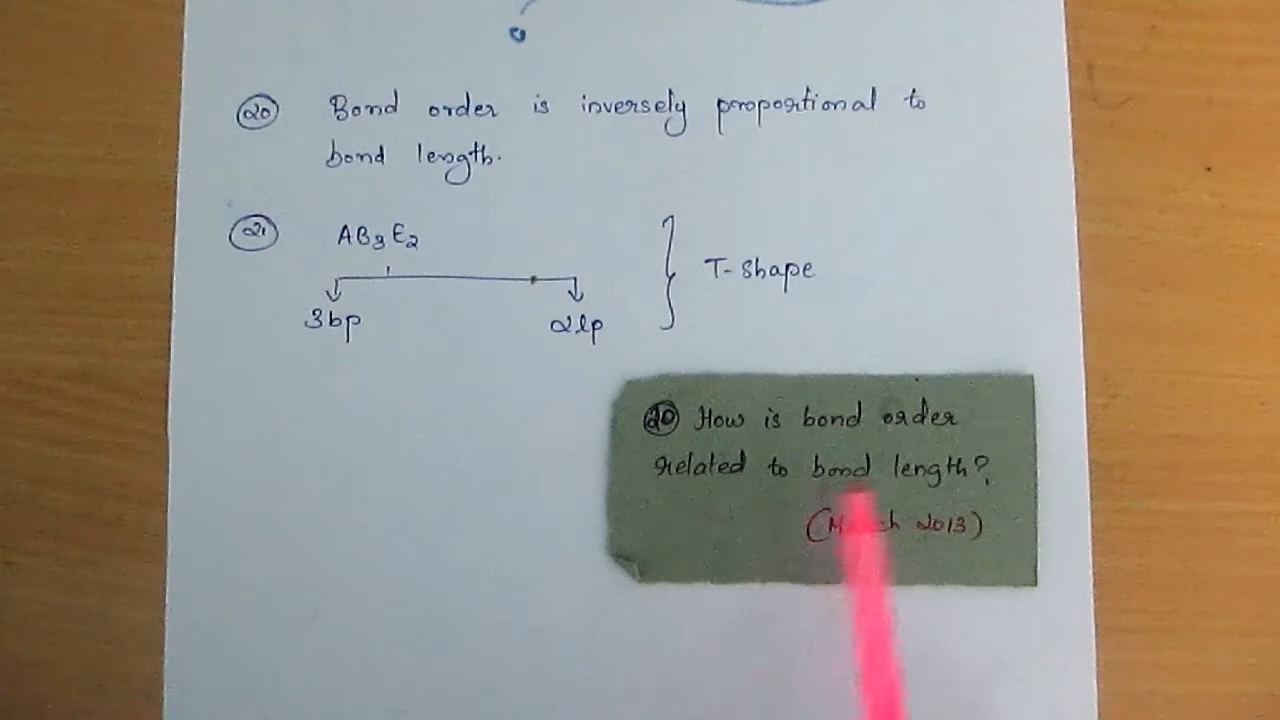 20 Bond order is inversely proportional to
bond length.
21 AB3E2
3bp 2lp
T-shape
20 How is bond order
related to bond length?
(March 2013)